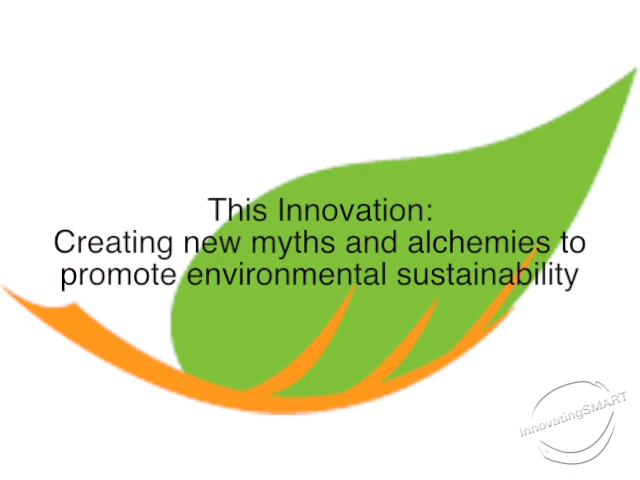 This Innovation:
Creating new myths and alchemies to
promote environmental sustainability
InnovatingSMART